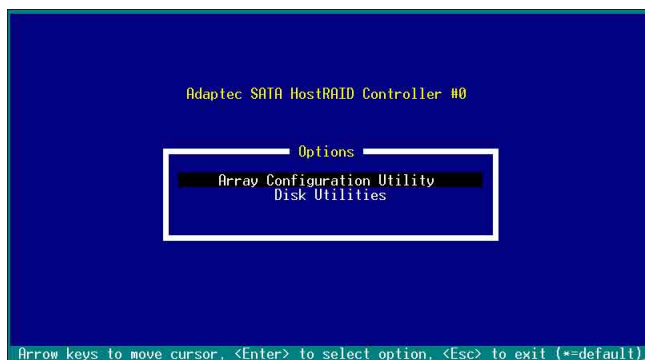 Adaptec SATA HostRAID Controller #0
Options
Array Configuration Utility
Disk Utilities
Arrow keys to move cursor, <Enter> to select option, <Esc> to exit (*=default)